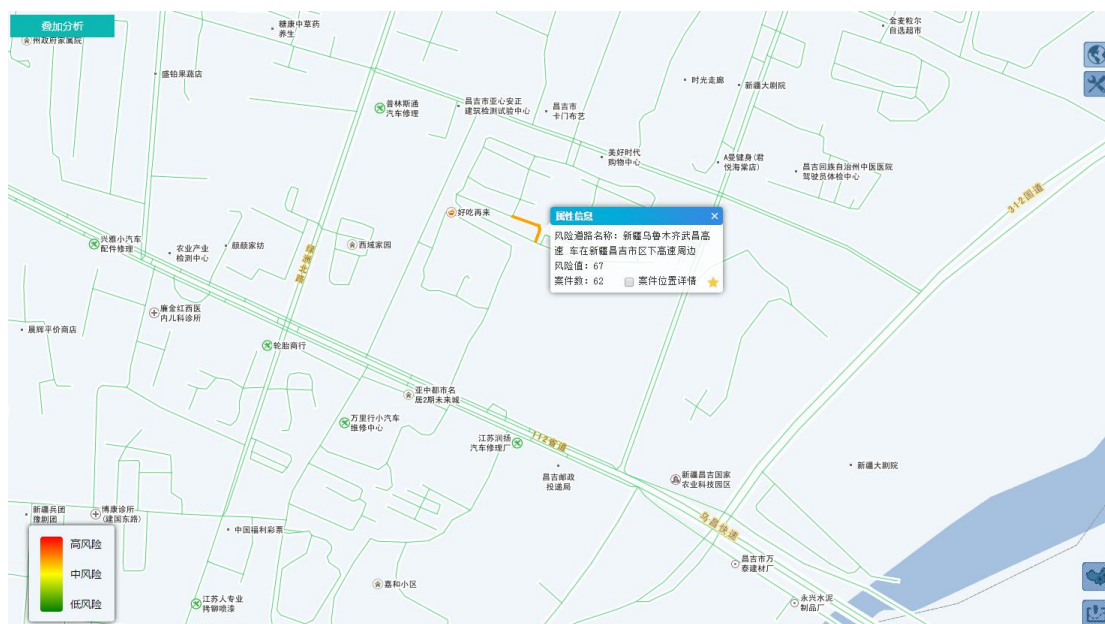 叠加分析
州政府家属院
糖康中草药
养生
金麦粒尔
自选超市
盛铂果蔬店
时光走廊
新疆大剧院
普林斯通
汽车修理
昌吉市亚心安正
建筑检测试验中心
昌吉市
卡门布艺
美好时代
购物中心
A曼健身(君
悦海棠店)
昌吉回族自治州中医医院
驾驶员体检中心
312国道
好吃再来
属性信息
风险道路名称：新疆乌鲁木齐武昌高
速 车在新疆昌吉市区下高速周边
风险值：67
案件数：62
案件位置详情
兴雅小汽车
配件修理
农业产业
检测中心
颜颜家纺
西域家园
廉金红西医
内儿科诊所
晨辉平价商店
轮胎商行
亚中都市名
居2期未来城
万里行小汽车
维修中心
江苏润扬
汽车修理厂
112省道
昌吉邮政
投递局
新疆昌吉国家
农业科技园区
新疆大剧院
新疆兵团
豫剧团
博康诊所
(建国东路)
中国福利彩票
乌昌快速
昌吉市万
泰建材厂
高风险
中风险
低风险
嘉和小区
江苏人专业
烤铆喷漆
永兴水泥
制品厂